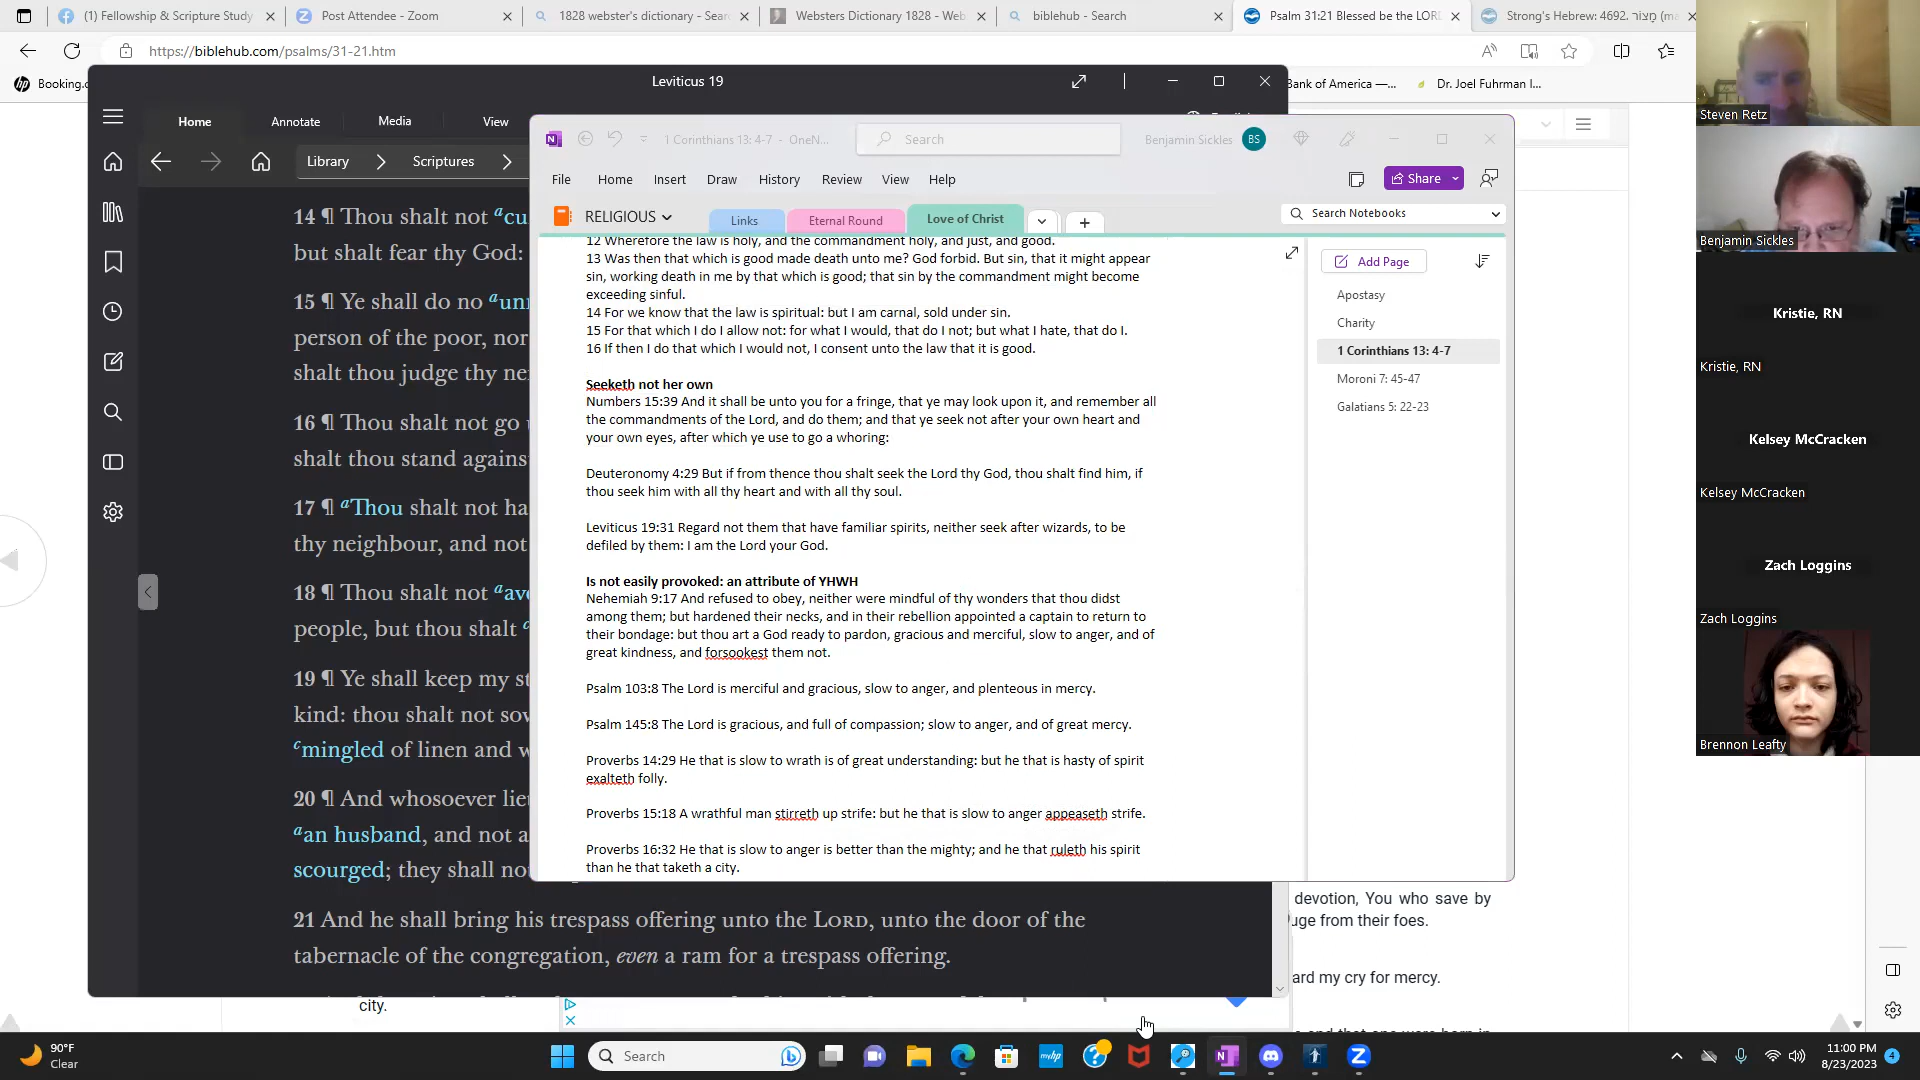 (1) Fellowship & Scripture Study
Post Attendee - Zoom
1828 webster's dictionary - Sear
Websters Dictionary 1828 - Web
biblehub - Search
Psalm 31:21 Blessed be the LORD
Strong's Hebrew: 4692. מָצוֹר (ma
https://biblehub.com/psalms/31-21.htm
Booking.c
Bank of America —...
Dr. Joel Fuhrman I...
Leviticus 19
Home
Annotate
Media
View
Library
Scriptures
14 ¶ Thou shalt not a cu
but shalt fear thy God:
15 ¶ Ye shall do no a unr
person of the poor, nor
shalt thou judge thy nei
16 ¶ Thou shalt not go u
shalt thou stand against
17 ¶ a Thou shalt not ha
thy neighbour, and not
18 ¶ Thou shalt not a ave
people, but thou shalt
19 ¶ Ye shall keep my st
kind: thou shalt not sow
c mingled of linen and w
20 ¶ And whosoever lie
a an husband, and not a
scourged; they shall not
21 And he shall bring his trespass offering unto the LORD, unto the door of the
tabernacle of the congregation, even a ram for a trespass offering.
1 Corinthians 13: 4-7 - OneN...
Search
Benjamin Sickles
BS
File
Home
Insert
Draw
History
Review
View
Help
Share
RELIGIOUS
Links
Eternal Round
Love of Christ
Search Notebooks
12 Wherefore the law is holy, and the commandment holy, and just, and good.
13 Was then that which is good made death unto me? God forbid. But sin, that it might appear
sin, working death in me by that which is good; that sin by the commandment might become
exceeding sinful.
14 For we know that the law is spiritual: but I am carnal, sold under sin.
15 For that which I do I allow not: for what I would, that do I not; but what I hate, that do I.
16 If then I do that which I would not, I consent unto the law that it is good.
Seeketh not her own
Numbers 15:39 And it shall be unto you for a fringe, that ye may look upon it, and remember all
the commandments of the Lord, and do them; and that ye seek not after your own heart and
your own eyes, after which ye use to go a whoring:
Deuteronomy 4:29 But if from thence thou shalt seek the Lord thy God, thou shalt find him, if
thou seek him with all thy heart and with all thy soul.
Leviticus 19:31 Regard not them that have familiar spirits, neither seek after wizards, to be
defiled by them: I am the Lord your God.
Is not easily provoked: an attribute of YHWH
Nehemiah 9:17 And refused to obey, neither were mindful of thy wonders that thou didst
among them; but hardened their necks, and in their rebellion appointed a captain to return to
their bondage: but thou art a God ready to pardon, gracious and merciful, slow to anger, and of
great kindness, and forsookest them not.
Psalm 103:8 The Lord is merciful and gracious, slow to anger, and plenteous in mercy.
Psalm 145:8 The Lord is gracious, and full of compassion; slow to anger, and of great mercy.
Proverbs 14:29 He that is slow to wrath is of great understanding: but he that is hasty of spirit
exalteth folly.
Proverbs 15:18 A wrathful man stirreth up strife: but he that is slow to anger appeaseth strife.
Proverbs 16:32 He that is slow to anger is better than the mighty; and he that ruleth his spirit
than he that taketh a city.
Add Page
Apostasy
Charity
1 Corinthians 13: 4-7
Moroni 7: 45-47
Galatians 5: 22-23
devotion, You who save by
uge from their foes.
ard my cry for mercy.
city.
Steven Retz
Benjamin Sickles
Kristie, RN
Kristie, RN
Kelsey McCracken
Kelsey McCracken
Zach Loggins
Zach Loggins
Brennon Leafty
90°F
Clear
Search
11:00 PM
8/23/2023
4